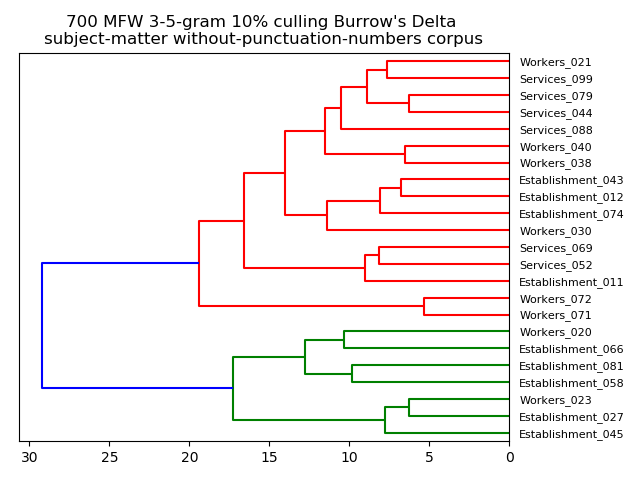 700 MFW 3-5-gram 10% culling Burrow's Delta
subject-matter without-punctuation-numbers corpus
Workers_021
Services_099
Services_079
Services_044
Services_088
Workers_040
Workers_038
Establishment_043
Establishment_012
Establishment_074
Workers_030
Services_069
Services_052
Establishment_011
Workers_072
Workers_071
Workers_020
Establishment_066
Establishment_081
Establishment_058
Workers_023
Establishment_027
Establishment_045
30 25 20 15 10 5 0